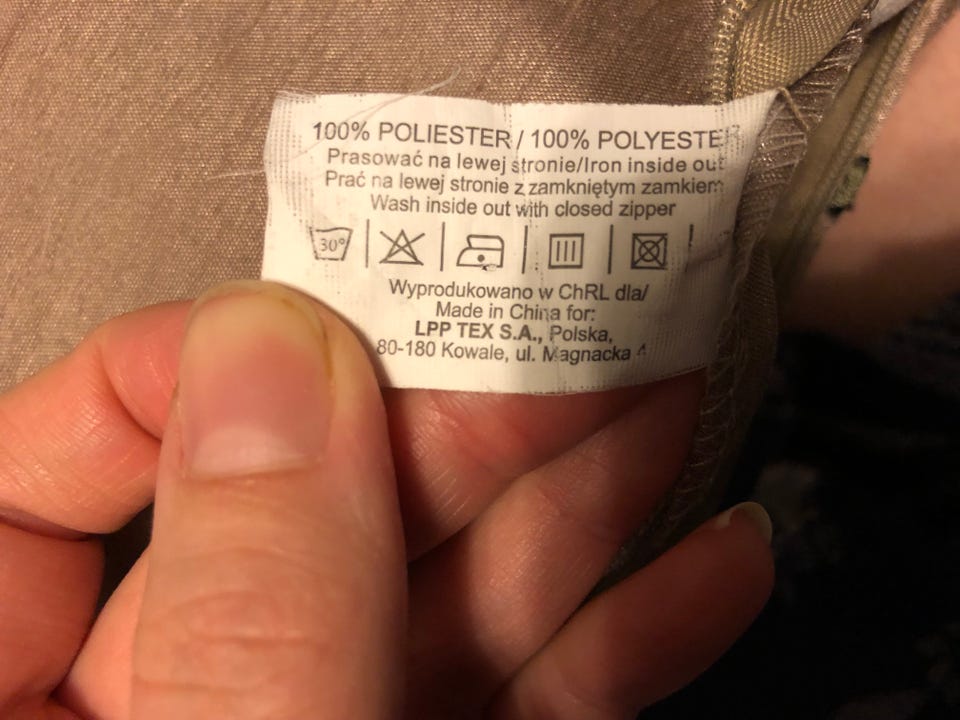 100% POLIESTER / 100% POLYESTER
Prasować na lewej stronie/Iron inside out
Prać na lewej stronie z zamkniętym zamkiem
Wash inside out with closed zipper
30°
Wyprodukowano w ChRL dla/
Made in China for:
LPP TEX S.A., Polska,
80-180 Kowale, ul. Magnacka